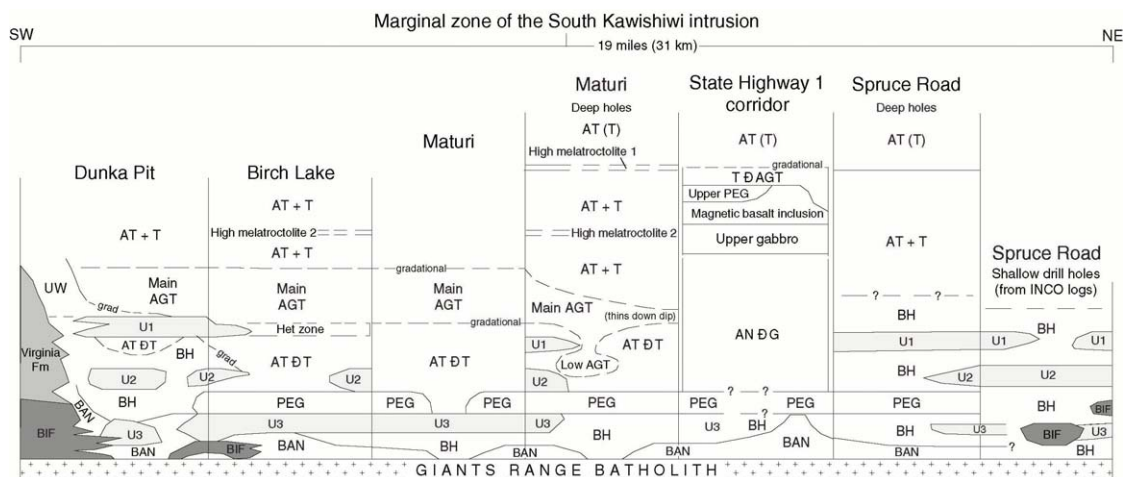 Marginal zone of the South Kawishiwi intrusion
SW
NE
19 miles (31 km)
Dunka Pit
Birch Lake
Maturi
Maturi
Deep holes
State Highway 1
corridor
Spruce Road
Deep holes
Spruce Road
Shallow drill holes
(from INCO logs)
AT (T)
AT (T)
AT (T)
High melatroctolite 1
gradational
T Ð AGT
Upper PEG
Magnetic basalt inclusion
Upper gabbro
AT + T
AT + T
AT + T
AT + T
High melatroctolite 2
High melatroctolite 2
AT + T
AT + T
gradational
UW
Main
AGT
Main
AGT
Main
AGT
Main AGT
(thins down dip)
grad
? ?
BH
U1
Het zone
gradational
AN Ð G
BH
U1
U1
U1
U1
AT ÐT
BH
grad
AT ÐT
AT ÐT
AT ÐT
Low AGT
Virginia
Fm
U2
U2
U2
U2
BH
U2
U2
BAN
BH
PEG
PEG
PEG
PEG
PEG
PEG
? ?
?
BH
BIF
BIF
U3
U3
U3
U3
BH
U3
BH
BH
U3
BIF
U3
BAN
BIF
BAN
BH
BAN
BAN
BAN
?
BH
GIANTS RANGE BATHOLITH